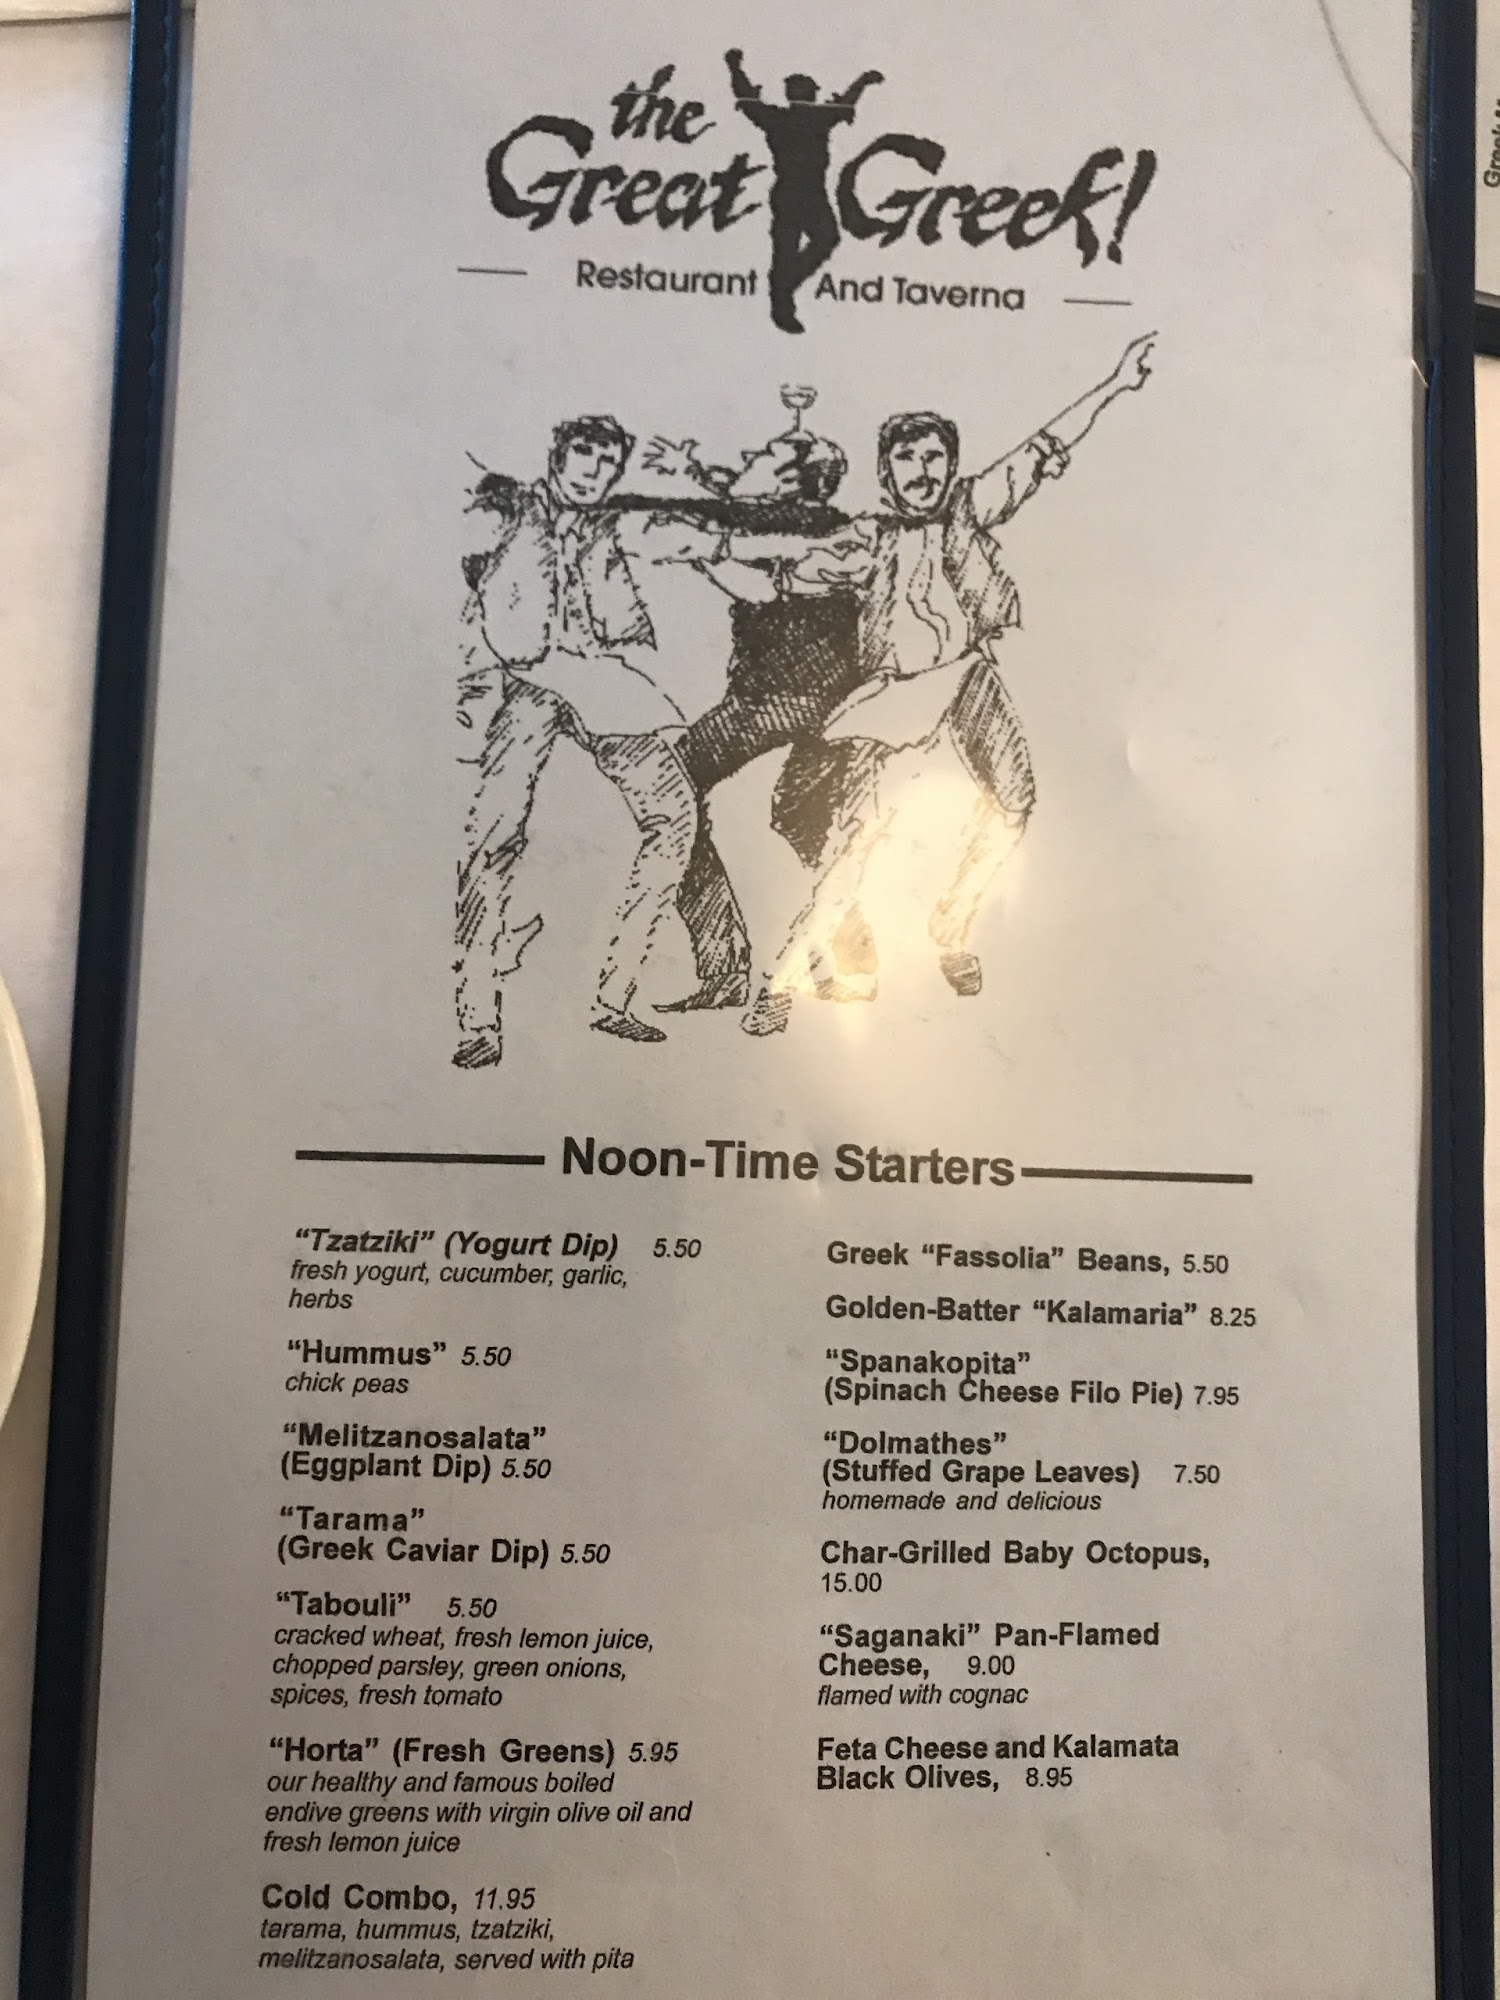 the
Great Greek!
Restaurant And Taverna
Noon-Time Starters
“Tzatziki” (Yogurt Dip) 5.50
fresh yogurt, cucumber, garlic,
herbs
“Hummus” 5.50
chick peas
“Melitzanosalata”
(Eggplant Dip) 5.50
“Tarama”
(Greek Caviar Dip) 5.50
“Tabouli” 5.50
cracked wheat, fresh lemon juice,
chopped parsley, green onions,
spices, fresh tomato
“Horta” (Fresh Greens) 5.95
our healthy and famous boiled
endive greens with virgin olive oil and
fresh lemon juice
Cold Combo, 11.95
tarama, hummus, tzatziki,
melitzanosalata, served with pita
Greek “Fassolia” Beans, 5.50
Golden-Batter “Kalamaria” 8.25
“Spanakopita”
(Spinach Cheese Filo Pie) 7.95
“Dolmathes”
(Stuffed Grape Leaves) 7.50
homemade and delicious
Char-Grilled Baby Octopus,
15.00
“Saganaki” Pan-Flamed
Cheese, 9.00
flamed with cognac
Feta Cheese and Kalamata
Black Olives, 8.95
Greek